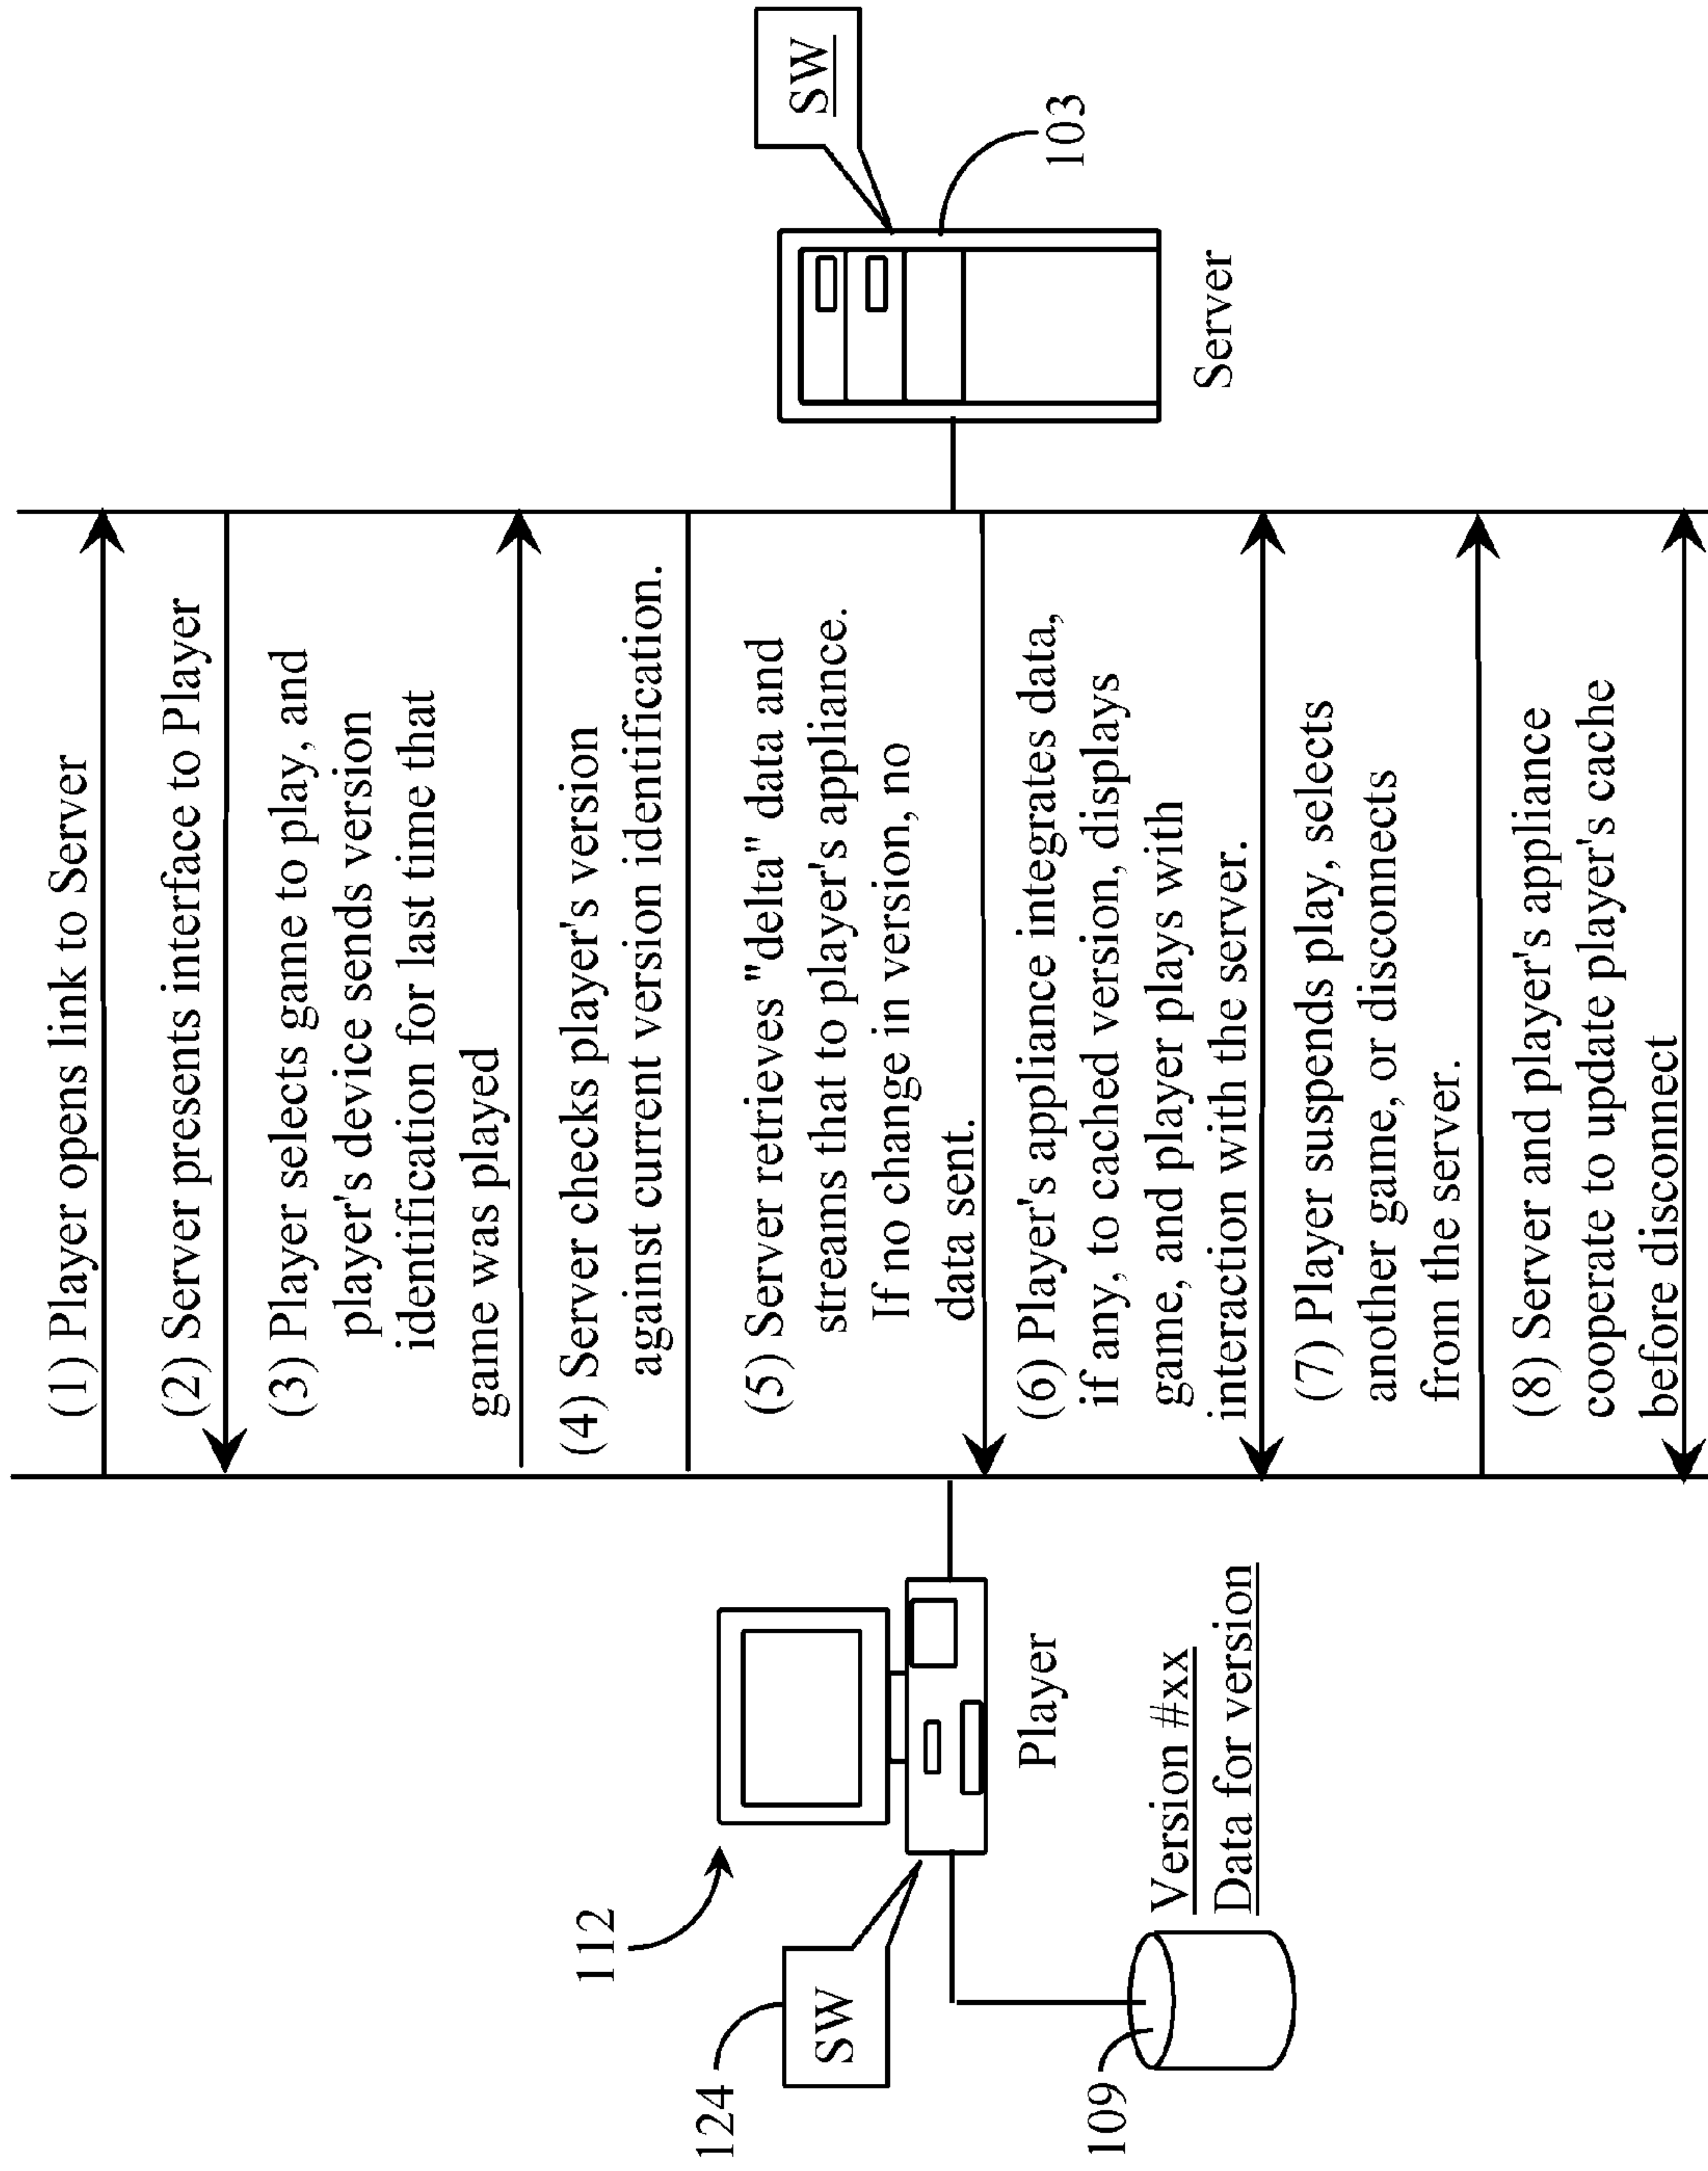 (1) Player opens link to Server
(2) Server presents interface to Player
(3) Player selects game to play, and
player's device sends version
identification for last time that
game was played
(4) Server checks player's version
against current version identification.
(5) Server retrieves "delta" data and
streams that to player's appliance.
If no change in version, no
data sent.
(6) Player's appliance integrates data,
if any, to cached version, displays
game, and player plays with
interaction with the server.
(7) Player suspends play, selects
another game, or disconnects
from the server.
(8) Server and player's appliance
cooperate to update player's cache
before disconnect
112
124
SW
Player
109
Version #xx
Data for version
SW
103
Server